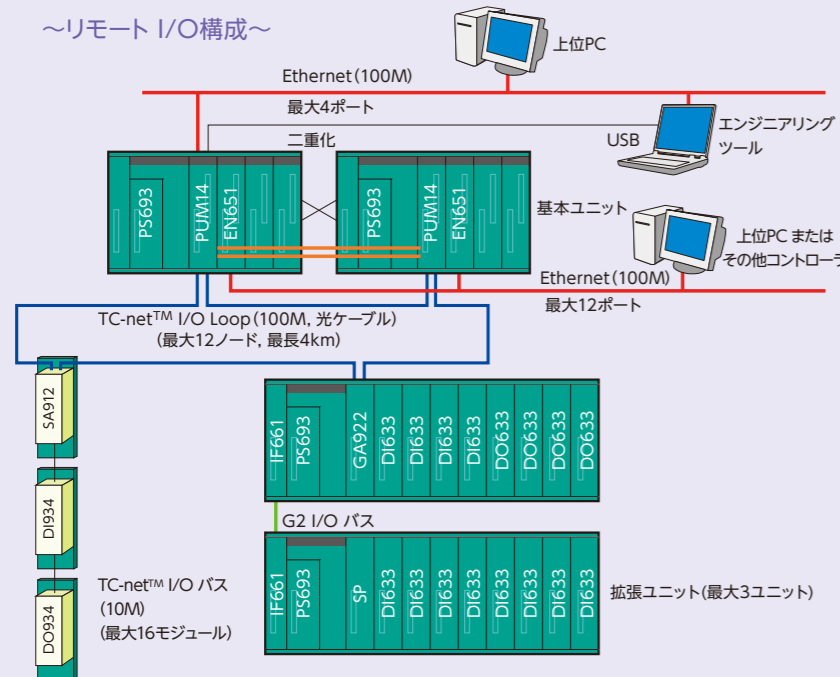 ～リモート I/O構成～
上位PC
Ethernet(100M)
最大4ポート
二重化
USB
エンジニアリング
ツール
PS693
PUM14
EN651
PS693
PUM14
EN651
基本ユニット
上位PC または
その他コントローラ
Ethernet(100M)
最大12ポート
TC-net™ I/O Loop(100M, 光ケーブル)
(最大12ノード, 最長4km)
SA912
DI934
DO934
TC-net™ I/O バス
(10M)
(最大16モジュール)
IF661
PS693
GA922
DI633
DI633
DI633
DI633
DO633
DO633
DO633
DO633
G2 I/O バス
IF661
PS693
SP
DI633
DI633
DI633
DI633
DI633
DI633
DI633
DI633
拡張ユニット(最大3ユニット)